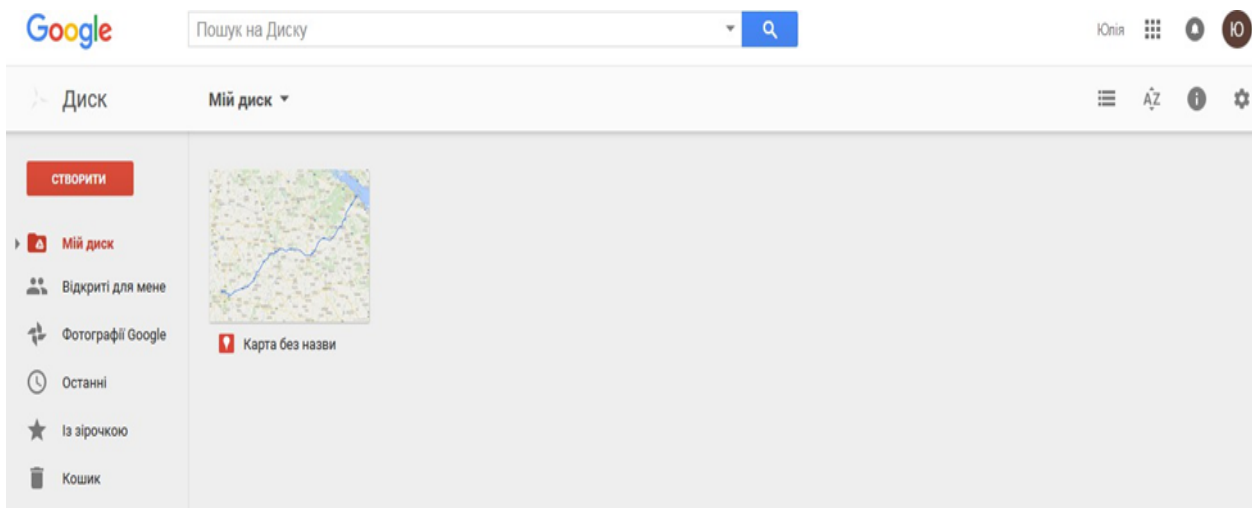 Google
Пошук на Диску
Юлія
Ю
Диск
Мій диск
AZ
СТВОРИТИ
Мій диск
Відкриті для мене
Фотографії Google
Останні
Із зірочкою
Кошик
Карта без назви